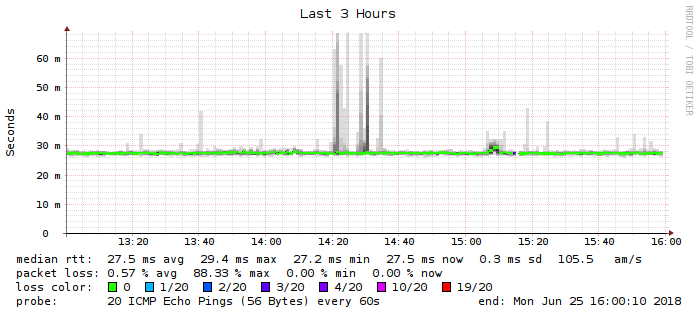 Last 3 Hours
RRDTOOL / TOBI OETIKER
Seconds
60 m
50 m
40 m
30 m
20 m
10 m
0
13:20 13:40 14:00 14:20 14:40 15:00 15:20 15:40 16:00
median rtt: 27.5 ms avg 29.4 ms max 27.2 ms min 27.5 ms now 0.3 ms sd 105.5 am/s
packet loss: 0.57 % avg 88.33 % max 0.00 % min 0.00 % now
loss color: 0 1/20 2/20 3/20 4/20 10/20 19/20
probe: 20 ICMP Echo Pings (56 Bytes) every 60s end: Mon Jun 25 16:00:10 2018